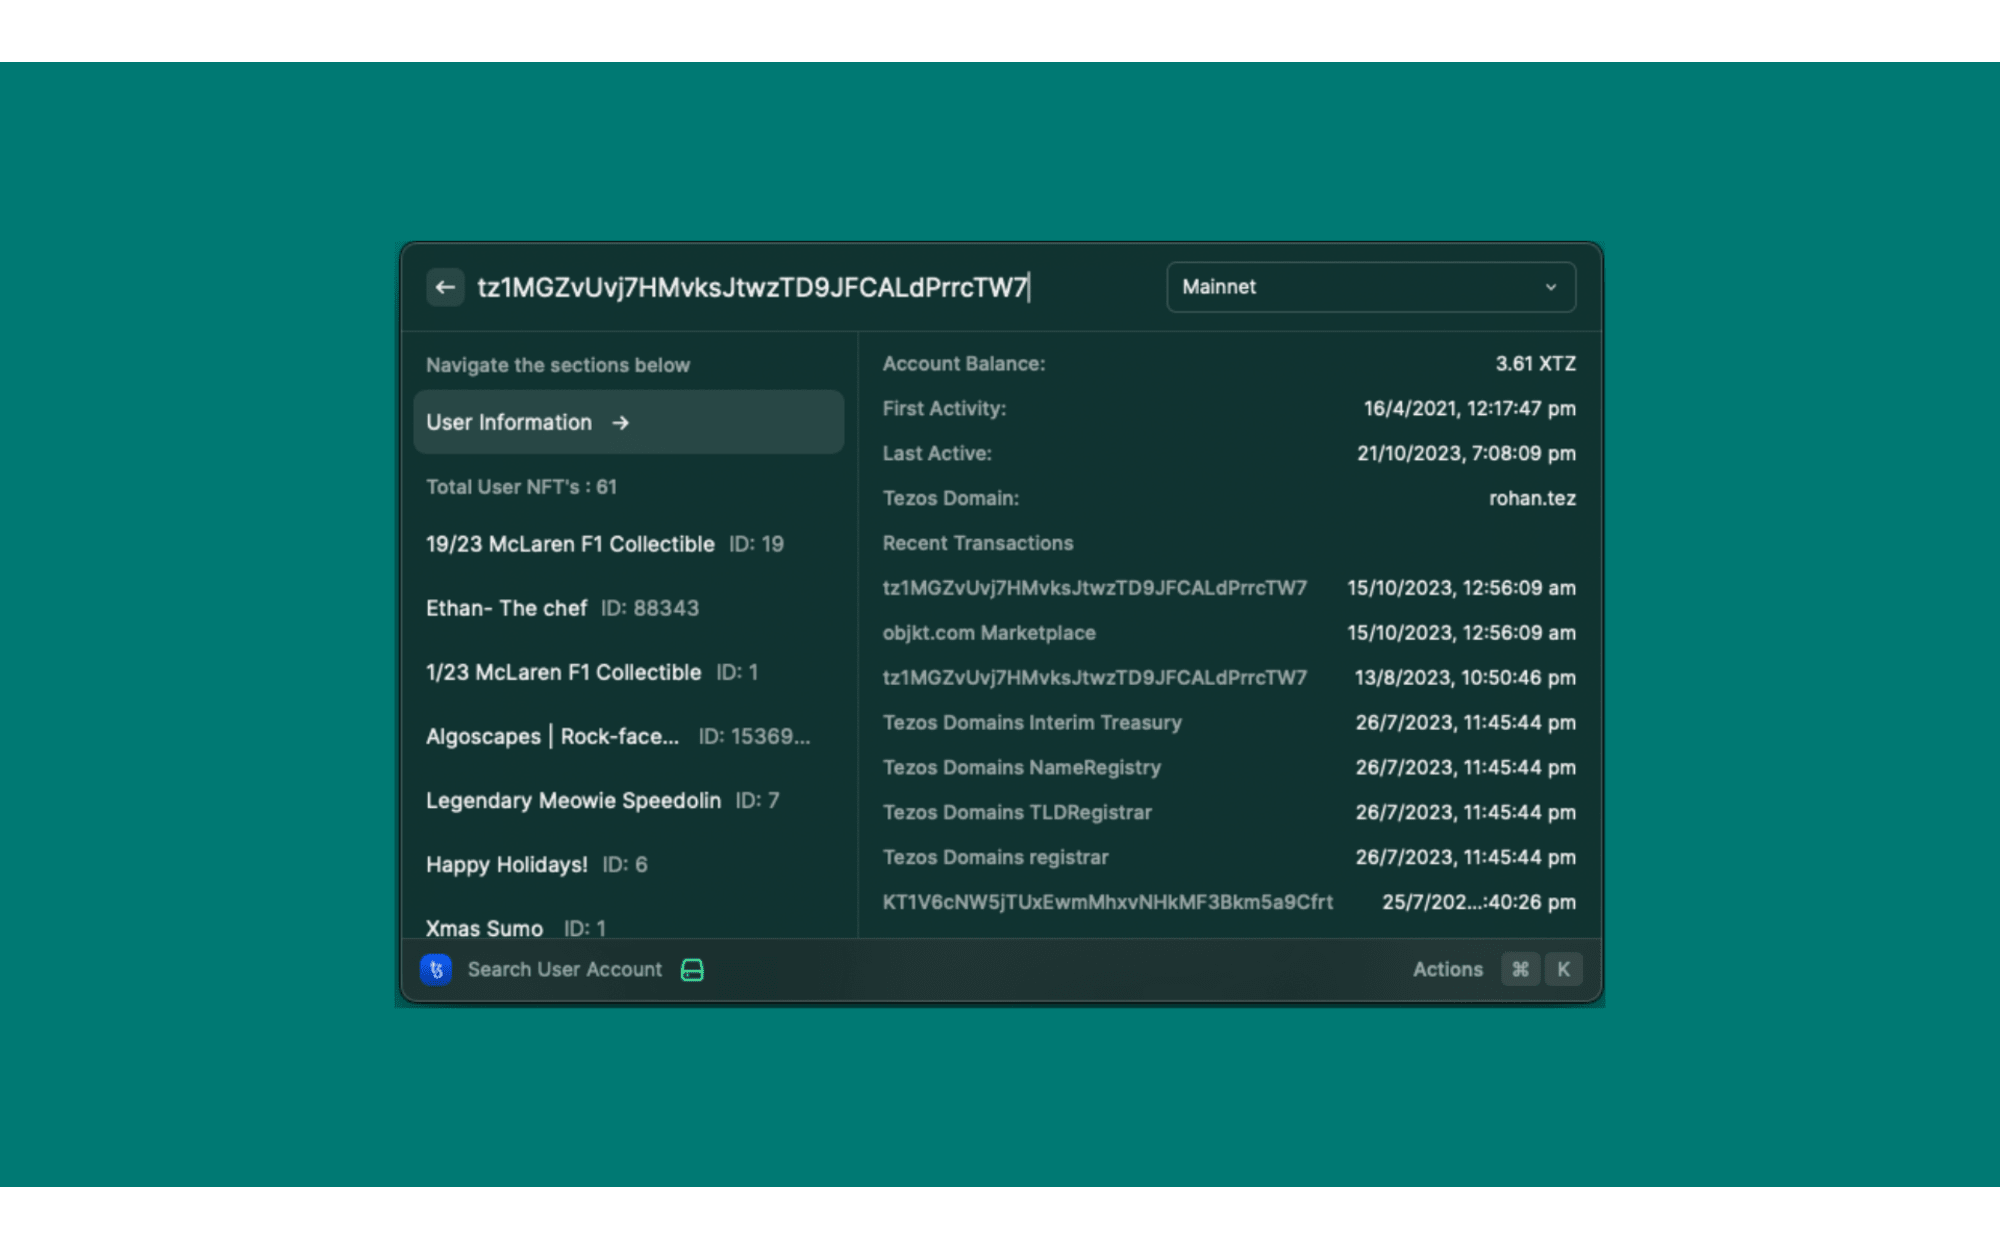 tz1MGZvUvj7HMvksJtwzTD9JFCALdPrrcTW7
Mainnet
Navigate the sections below
User Information →
Total User NFT's : 61
19/23 McLaren F1 Collectible ID: 19
Ethan- The chef ID: 88343
1/23 McLaren F1 Collectible ID: 1
Algoscapes | Rock-face... ID: 15369...
Legendary Meowie Speedolin ID: 7
Happy Holidays! ID: 6
Xmas Sumo ID: 1
Account Balance: 3.61 XTZ
First Activity: 16/4/2021, 12:17:47 pm
Last Active: 21/10/2023, 7:08:09 pm
Tezos Domain: rohan.tez
Recent Transactions
tz1MGZvUvj7HMvksJtwzTD9JFCALdPrrcTW7 15/10/2023, 12:56:09 am
objkt.com Marketplace 15/10/2023, 12:56:09 am
tz1MGZvUvj7HMvksJtwzTD9JFCALdPrrcTW7 13/8/2023, 10:50:46 pm
Tezos Domains Interim Treasury 26/7/2023, 11:45:44 pm
Tezos Domains NameRegistry 26/7/2023, 11:45:44 pm
Tezos Domains TLDRegistrar 26/7/2023, 11:45:44 pm
Tezos Domains registrar 26/7/2023, 11:45:44 pm
KT1V6cNW5jTUxEwmMhxvNHkMF3Bkm5a9Cfrt 25/7/202...:40:26 pm
Search User Account
Actions ⌘ K